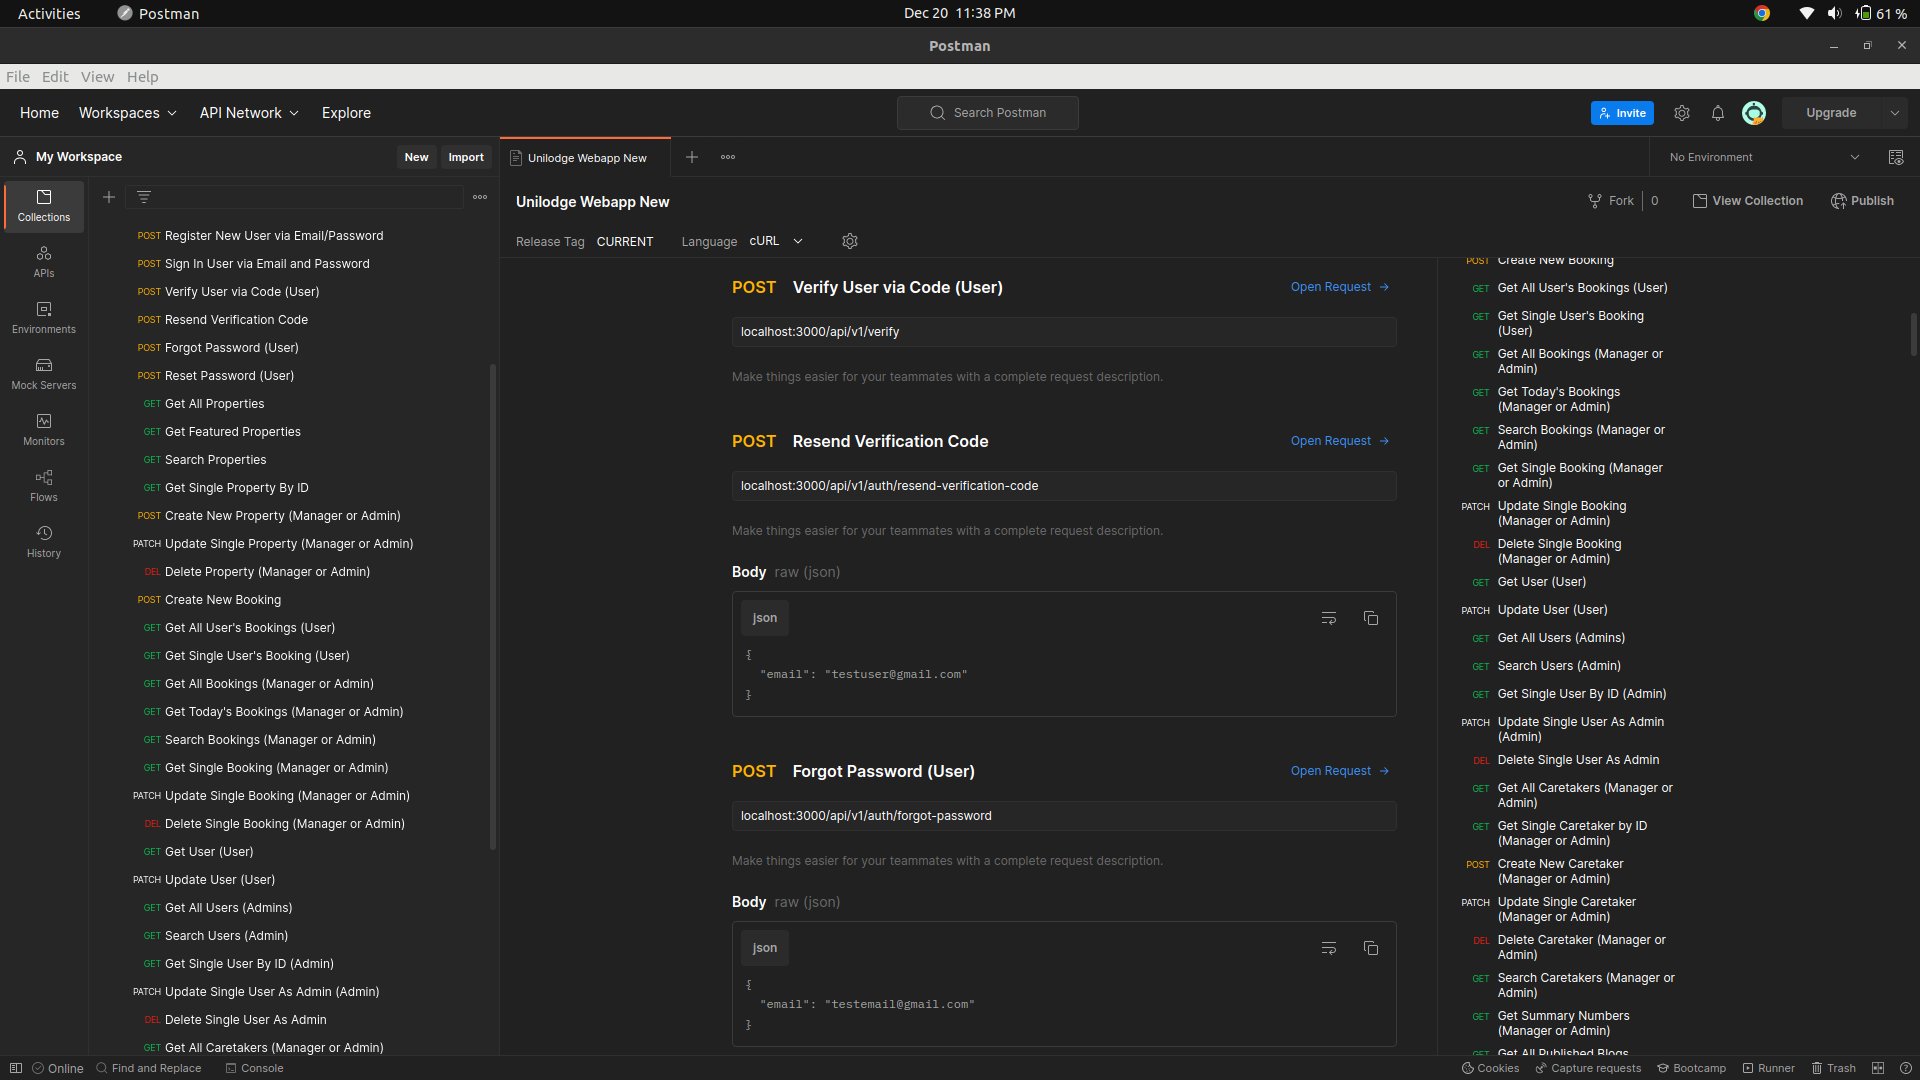 Activities
Postman
Dec 20 11:38 PM
61 %
Postman
File Edit View Help
Home Workspaces API Network Explore
Search Postman
Invite
Upgrade
My Workspace
New Import
Unilodge Webapp New
No Environment
Collections
APIs
Environments
Mock Servers
Monitors
Flows
History
POST Register New User via Email/Password
POST Sign In User via Email and Password
POST Verify User via Code (User)
POST Resend Verification Code
POST Forgot Password (User)
POST Reset Password (User)
GET Get All Properties
GET Get Featured Properties
GET Search Properties
GET Get Single Property By ID
POST Create New Property (Manager or Admin)
PATCH Update Single Property (Manager or Admin)
DEL Delete Property (Manager or Admin)
POST Create New Booking
GET Get All User's Bookings (User)
GET Get Single User's Booking (User)
GET Get All Bookings (Manager or Admin)
GET Get Today's Bookings (Manager or Admin)
GET Search Bookings (Manager or Admin)
GET Get Single Booking (Manager or Admin)
PATCH Update Single Booking (Manager or Admin)
DEL Delete Single Booking (Manager or Admin)
GET Get User (User)
PATCH Update User (User)
GET Get All Users (Admins)
GET Search Users (Admin)
GET Get Single User By ID (Admin)
PATCH Update Single User As Admin (Admin)
DEL Delete Single User As Admin
GET Get All Caretakers (Manager or Admin)
Unilodge Webapp New
Fork 0
View Collection
Publish
Release Tag CURRENT
Language cURL
POST Verify User via Code (User)
Open Request →
localhost:3000/api/v1/verify
Make things easier for your teammates with a complete request description.
POST Resend Verification Code
Open Request →
localhost:3000/api/v1/auth/resend-verification-code
Make things easier for your teammates with a complete request description.
Body raw (json)
json
{
"email": "testuser@gmail.com"
}
POST Forgot Password (User)
Open Request →
localhost:3000/api/v1/auth/forgot-password
Make things easier for your teammates with a complete request description.
Body raw (json)
json
{
"email": "testemail@gmail.com"
}
POST Create New Booking
GET Get All User's Bookings (User)
GET Get Single User's Booking
(User)
GET Get All Bookings (Manager or
Admin)
GET Get Today's Bookings
(Manager or Admin)
GET Search Bookings (Manager or
Admin)
GET Get Single Booking (Manager
or Admin)
PATCH Update Single Booking
(Manager or Admin)
DEL Delete Single Booking
(Manager or Admin)
GET Get User (User)
PATCH Update User (User)
GET Get All Users (Admins)
GET Search Users (Admin)
GET Get Single User By ID (Admin)
PATCH Update Single User As Admin
(Admin)
DEL Delete Single User As Admin
GET Get All Caretakers (Manager or
Admin)
GET Get Single Caretaker by ID
(Manager or Admin)
POST Create New Caretaker
(Manager or Admin)
PATCH Update Single Caretaker
(Manager or Admin)
DEL Delete Caretaker (Manager or
Admin)
GET Search Caretakers (Manager or
Admin)
GET Get Summary Numbers
(Manager or Admin)
GET Get All Published Blogs
Online
Find and Replace
Console
Cookies
Capture requests
Bootcamp
Runner
Trash